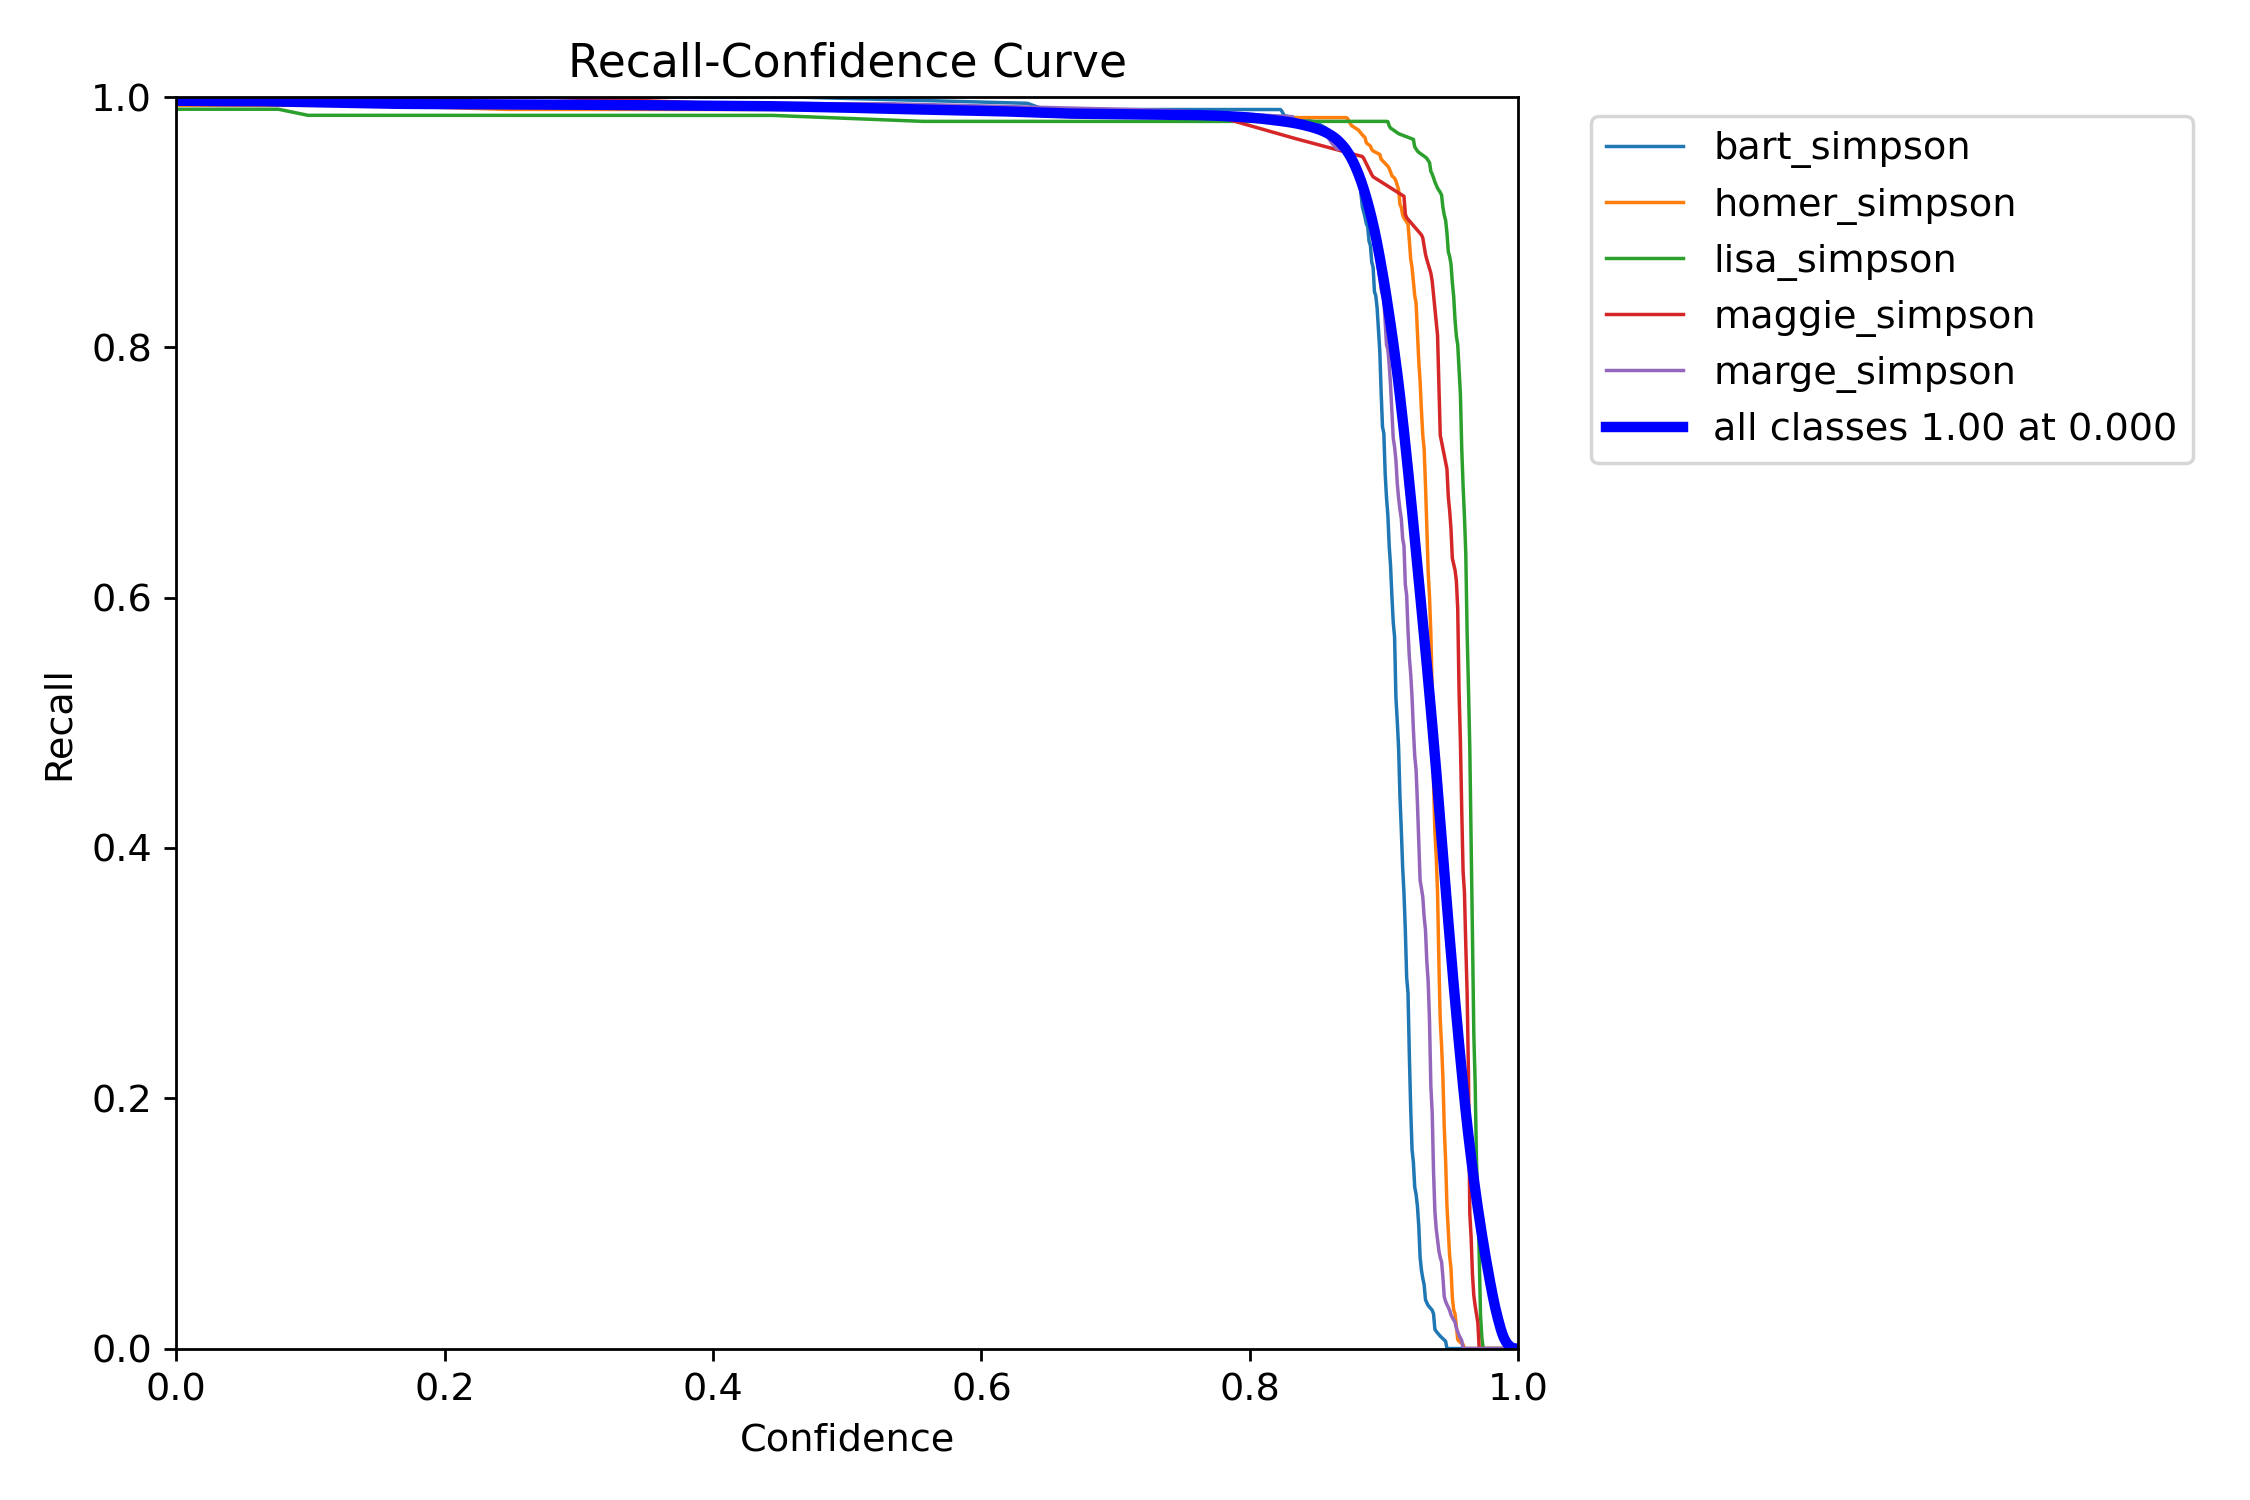 Recall-Confidence Curve
1.0
0.8
0.6
0.4
0.2
0.0
Recall
0.0 0.2 0.4 0.6 0.8 1.0
Confidence
bart_simpson
homer_simpson
lisa_simpson
maggie_simpson
marge_simpson
all classes 1.00 at 0.000